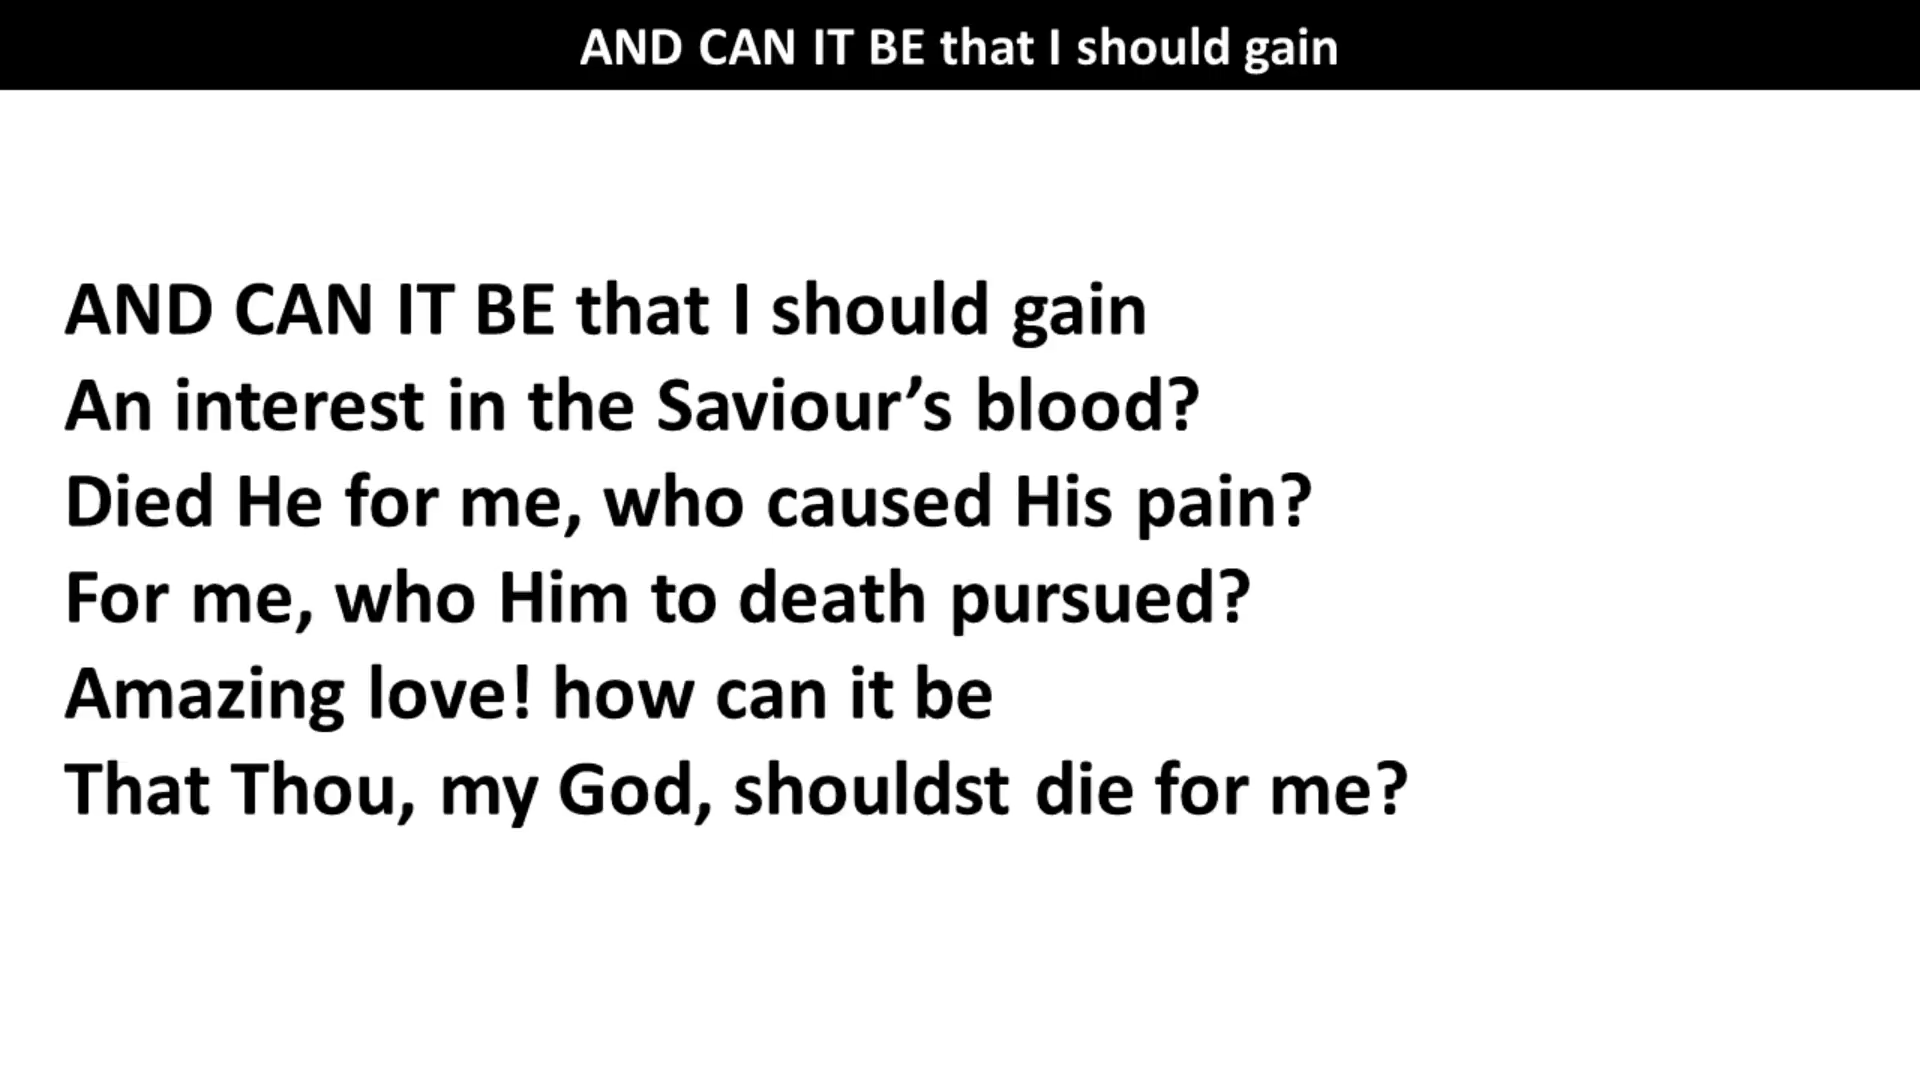 AND CAN IT BE that I should gain
AND CAN IT BE that I should gain
An interest in the Saviour’s blood?
Died He for me, who caused His pain?
For me, who Him to death pursued?
Amazing love! how can it be
That Thou, my God, shouldst die for me?